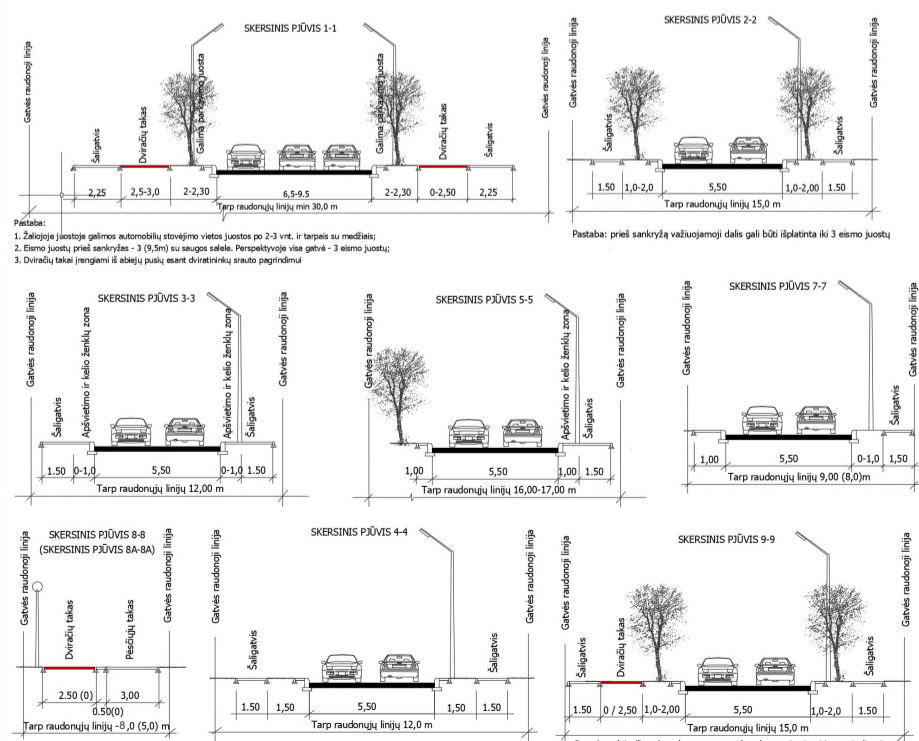 SKERSINIS PJŪVIS 1-1
Gatvės raudonoji linija
Šaligatvis
Dviračių takas
Galima parkavimo juosta
Galima parkavimo juosta
Dviračių takas
Šaligatvis
Gatvės raudonoji linija
2,25
2,5-3,0
2-2,30
6,5-9.5
2-2,30
0-2,50
2,25
Tarp raudonųjų linijų min 30,0 m
Pastaba:
1. Žaliojoje juostoje galimos automobilių stovėjimo vietos juostos po 2-3 vnt. ir tarpais su medžiais;
2. Eismo juostų prieš sankryžas - 3 (9,5m) su saugos salele. Perspektyvoje visa gatvė - 3 eismo juostų;
3. Dviračių takai įrengiami iš abiejų pusių esant dviratininkų srauto pagrindimui
SKERSINIS PJŪVIS 2-2
Gatvės raudonoji linija
Šaligatvis
Šaligatvis
Gatvės raudonoji linija
1.50
1,0-2,0
5,50
1,0-2,00
1.50
Tarp raudonųjų linijų 15,0 m
Pastaba: prieš sankryžą važiuojamoji dalis gali būti išplatinta iki 3 eismo juostų
SKERSINIS PJŪVIS 3-3
Gatvės raudonoji linija
Šaligatvis
Apšvietimo ir kelio ženklų zona
Apšvietimo ir kelio ženklų zona
Šaligatvis
Gatvės raudonoji linija
1.50
0-1,0
5,50
0-1,0
1.50
Tarp raudonųjų linijų 12,00 m
SKERSINIS PJŪVIS 5-5
Gatvės raudonoji linija
Apšvietimo ir kelio ženklų zona
Šaligatvis
Gatvės raudonoji linija
1,00
5,50
1,00
1.50
Tarp raudonųjų linijų 16,00-17,00 m
SKERSINIS PJŪVIS 7-7
Gatvės raudonoji linija
Šaligatvis
Gatvės raudonoji linija
1,00
5,50
0-1,0
1,50
Tarp raudonųjų linijų 9,00 (8,0)m
SKERSINIS PJŪVIS 8-8
(SKERSINIS PJŪVIS 8A-8A)
Gatvės raudonoji linija
Dviračių takas
Pėsčiųjų takas
Gatvės raudonoji linija
2.50 (0)
3,00
0.50(0)
Tarp raudonųjų linijų -8,0 (5,0) m
SKERSINIS PJŪVIS 4-4
Gatvės raudonoji linija
Šaligatvis
Šaligatvis
Gatvės raudonoji linija
1.50
1,50
5,50
1,50
1.50
Tarp raudonųjų linijų 12,0 m
SKERSINIS PJŪVIS 9-9
Gatvės raudonoji linija
Šaligatvis
Dviračių takas
Šaligatvis
Gatvės raudonoji linija
1.50
0 / 2,50
1,0-2,00
5,50
1,0-2,0
1.50
Tarp raudonųjų linijų 15,0 m